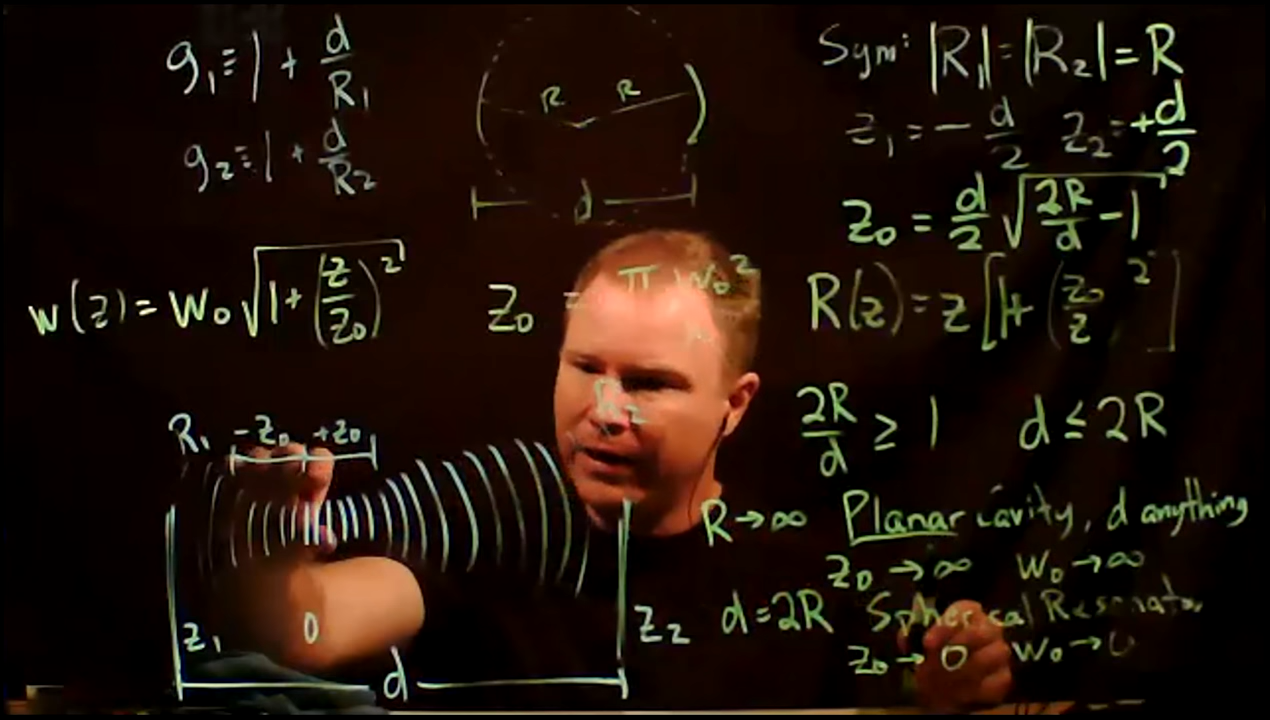 g₁ ≡ 1 + d/R₁
g₂ ≡ 1 + d/R₂
R R
d
Sym: |R₁| = |R₂| = R
z₁ = -d/2 z₂ = +d/2
z₀ = d/2 √(2R/d - 1)
w(z) = w₀ √(1 + (z/z₀)²)
z₀ = π w₀²
R(z) = z [1 + (z₀/z)²]
2R/d ≥ 1 d ≤ 2R
R₁ -z₀ +z₀
R → ∞ Planar cavity, d anything
z₀ → ∞ w₀ → ∞
z₁ 0 z₂
d = 2R Spherical Resonator
z₀ → 0 w₀ → 0
d